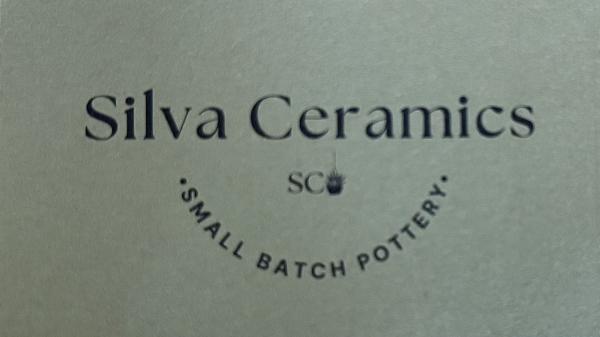 Silva Ceramics
SC
•SMALL BATCH POTTERY•